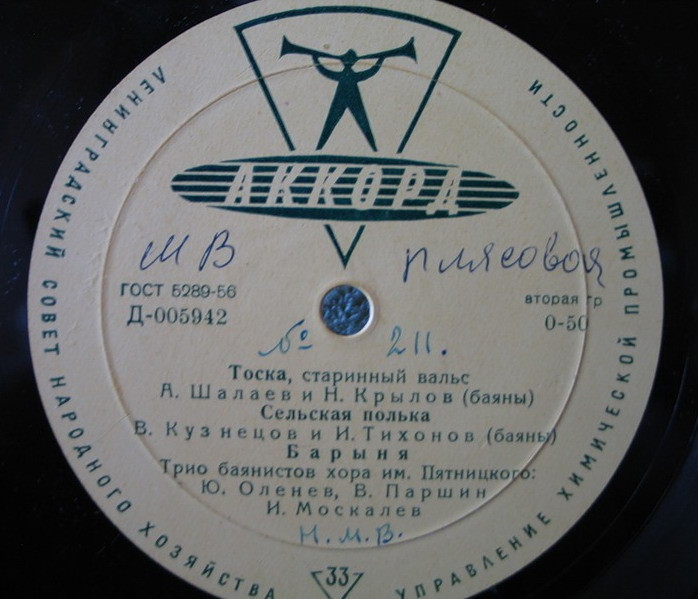 ЛЕНИНГРАДСКИЙ СОВЕТ НАРОДНОГО ХОЗЯЙСТВА
УПРАВЛЕНИЕ ХИМИЧЕСКОЙ ПРОМЫШЛЕННОСТИ
АККОРД
МВ плясовая
ГОСТ 5289-56
Д-005942
вторая гр
0-50
№ 211.
Тоска, старинный вальс
А. Шалаев и Н. Крылов (баяны)
Сельская полька
В. Кузнецов и И. Тихонов (баяны)
Барыня
Трио баянистов хора им. Пятницкого:
Ю. Оленев, В. Паршин
И. Москалев
Н.М.В.
33